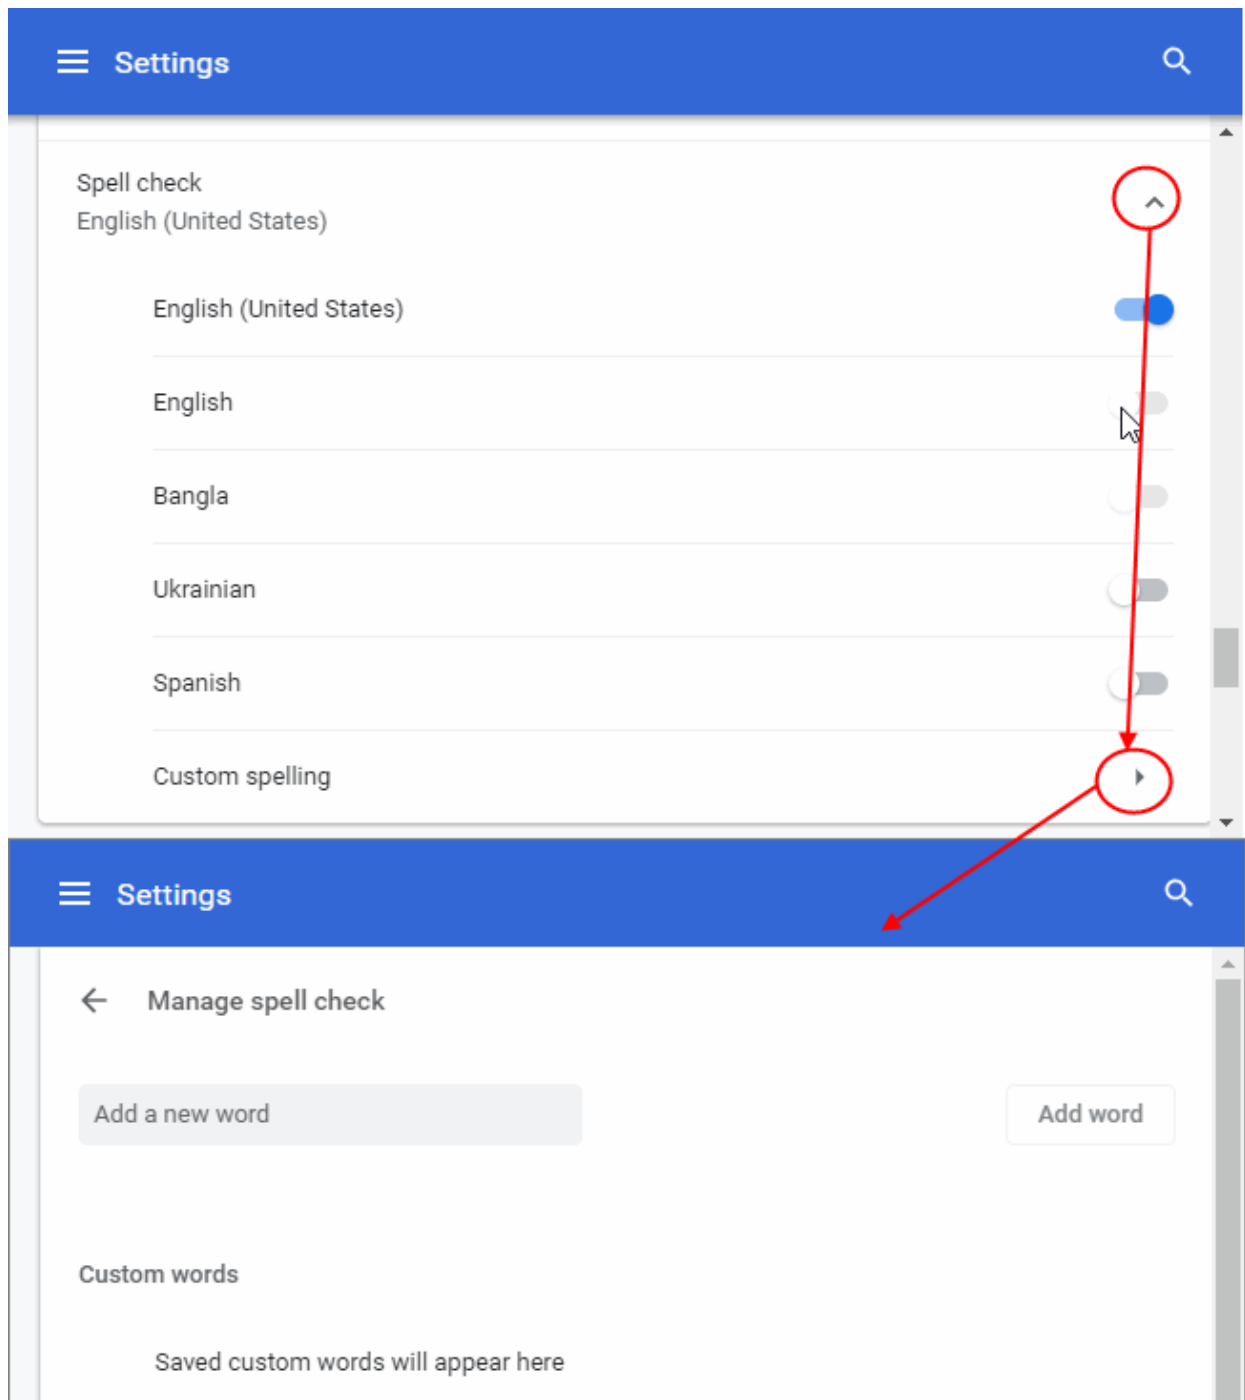 Settings
Spell check
English (United States)
English (United States)
English
Bangla
Ukrainian
Spanish
Custom spelling
Settings
Manage spell check
Add a new word
Add word
Custom words
Saved custom words will appear here